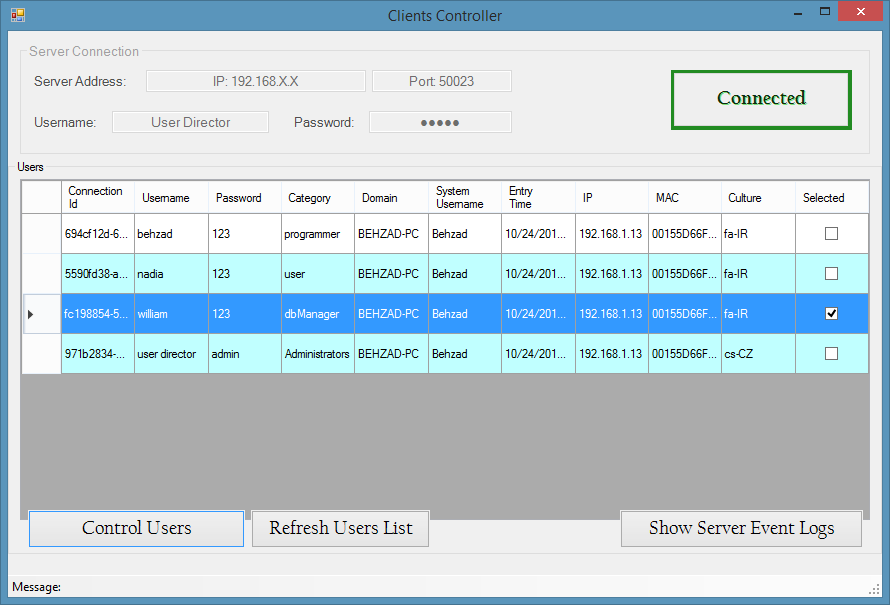 Clients Controller
Server Connection
Server Address: IP: 192.168.X.X Port: 50023
Connected
Username: User Director Password: ●●●●●
Users
Connection Id Username Password Category Domain System Username Entry Time IP MAC Culture Selected
694cf12d-6... behzad 123 programmer BEHZAD-PC Behzad 10/24/201... 192.168.1.13 00155D66F... fa-IR
5590fd38-a... nadia 123 user BEHZAD-PC Behzad 10/24/201... 192.168.1.13 00155D66F... fa-IR
fc198854-5... william 123 dbManager BEHZAD-PC Behzad 10/24/201... 192.168.1.13 00155D66F... fa-IR
971b2834-... user director admin Administrators BEHZAD-PC Behzad 10/24/201... 192.168.1.13 00155D66F... cs-CZ
Control Users Refresh Users List Show Server Event Logs
Message: